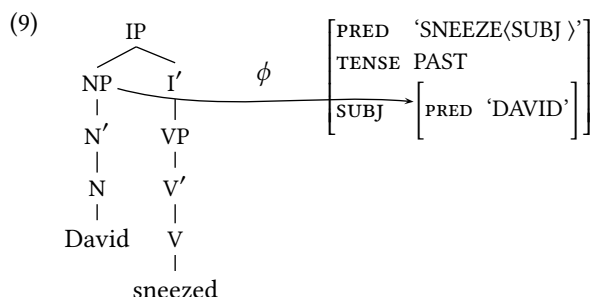 (9)
IP
NP I′
N′ VP
N V′
David V
sneezed
ϕ
PRED ‘SNEEZE⟨SUBJ ⟩’
TENSE PAST
SUBJ [PRED ‘DAVID’]